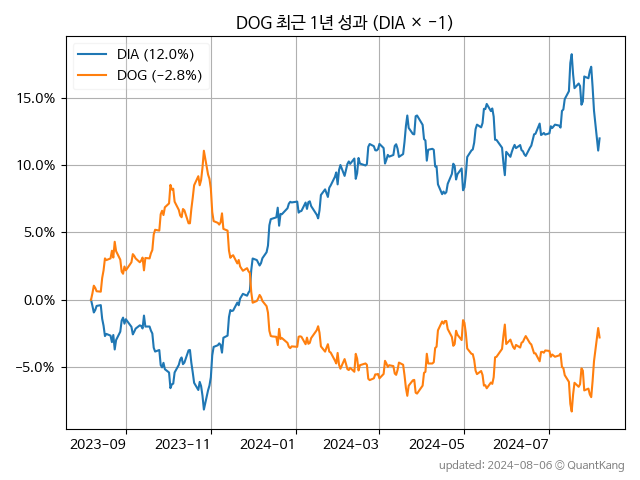 DOG 최근 1년 성과 (DIA × −1)
DIA (12.0%)
DOG (−2.8%)
15.0%
10.0%
5.0%
0.0%
−5.0%
2023-09
2023-11
2024-01
2024-03
2024-05
2024-07
updated: 2024-08-06 © QuantKang